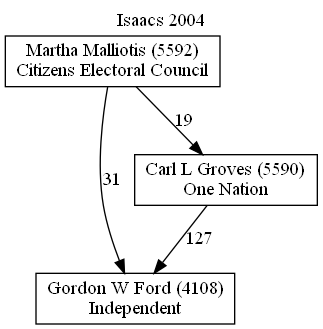 Isaacs 2004
Martha Malliotis (5592)
Citizens Electoral Council
19
Carl L Groves (5590)
One Nation
31
127
Gordon W Ford (4108)
Independent